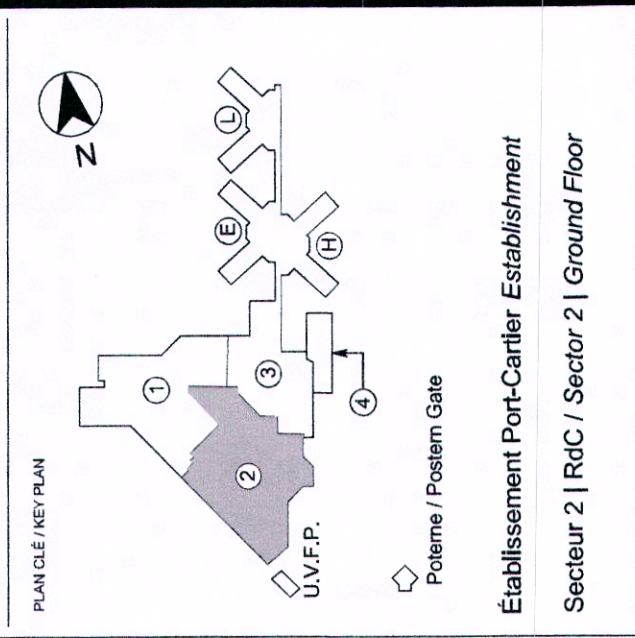 PLAN CLÉ / KEY PLAN
N
L
E
H
1
3
2
4
U.V.F.P.
Poterne / Postern Gate
Établissement Port-Cartier Establishment
Secteur 2 | RdC / Sector 2 | Ground Floor